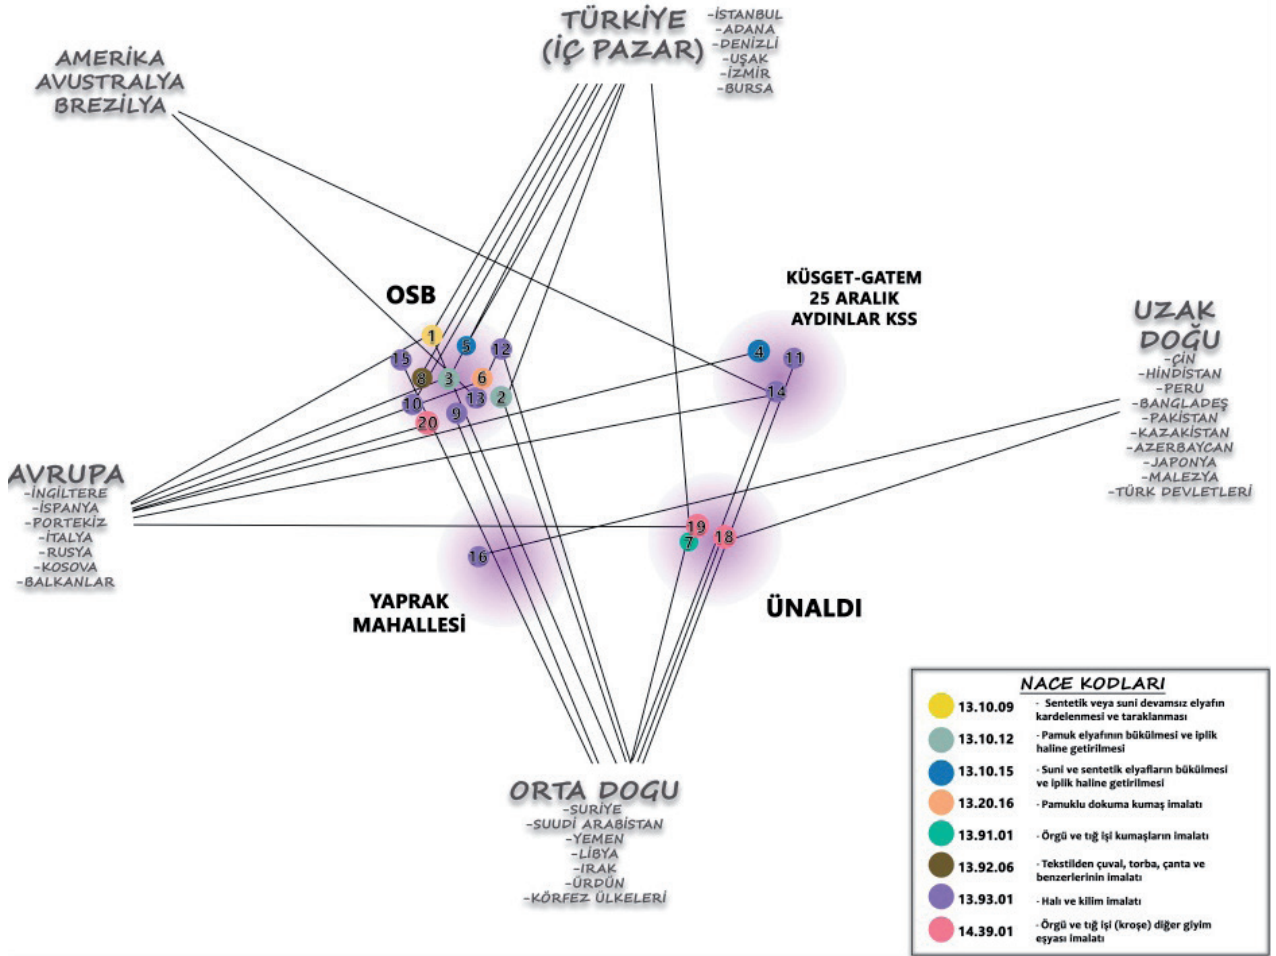 TÜRKİYE
(İÇ PAZAR)
-İSTANBUL
-ADANA
-DENİZLİ
-UŞAK
-İZMİR
-BURSA
AMERİKA
AVUSTRALYA
BREZİLYA
OSB
KÜSGET-GATEM
25 ARALIK
AYDINLAR KSS
UZAK
DOĞU
-ÇİN
-HİNDİSTAN
-PERU
-BANGLADEŞ
-PAKİSTAN
-KAZAKİSTAN
-AZERBAYCAN
-JAPONYA
-MALEZYA
-TÜRK DEVLETLERİ
1
5
12
15
8
3
6
10
13
2
9
20
4
11
14
AVRUPA
-İNGİLTERE
-İSPANYA
-PORTEKİZ
-İTALYA
-RUSYA
-KOSOVA
-BALKANLAR
16
19
7
18
YAPRAK
MAHALLESİ
ÜNALDI
ORTA DOGU
-SURİYE
-SUUDİ ARABİSTAN
-YEMEN
-LİBYA
-IRAK
-ÜRDÜN
-KÖRFEZ ÜLKELERİ
NACE KODLARI
13.10.09 - Sentetik veya suni devamsız elyafın
kardelenmesi ve taraklanması
13.10.12 - Pamuk elyafının bükülmesi ve iplik
haline getirilmesi
13.10.15 - Suni ve sentetik elyafların bükülmesi
ve iplik haline getirilmesi
13.20.16 - Pamuklu dokuma kumaş imalatı
13.91.01 - Örgü ve tığ işi kumaşların imalatı
13.92.06 - Tekstilden çuval, torba, çanta ve
benzerlerinin imalatı
13.93.01 - Halı ve kilim imalatı
14.39.01 - Örgü ve tığ işi (kroşe) diğer giyim
eşyası imalatı